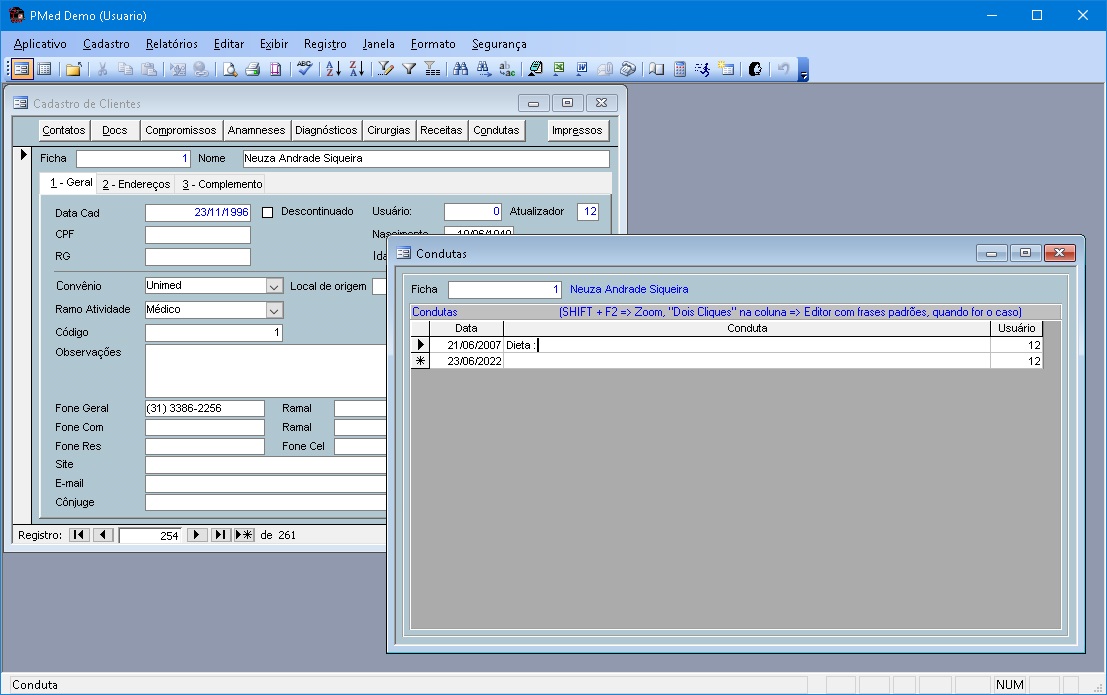 PMed Demo (Usuario)
Aplicativo Cadastro Relatórios Editar Exibir Registro Janela Formato Segurança
Cadastro de Clientes
Contatos Docs Compromissos Anamneses Diagnósticos Cirurgias Receitas Condutas Impressos
Ficha 1 Nome Neuza Andrade Siqueira
1 - Geral 2 - Endereços 3 - Complemento
Data Cad 23/11/1996 Descontinuado Usuário: 0 Atualizador 12
CPF Nascimento 10/06/1940
RG Ida
Convênio Unimed Local de origem
Ramo Atividade Médico
Código 1
Observações
Fone Geral (31) 3386-2256 Ramal
Fone Com Ramal
Fone Res Fone Cel
Site
E-mail
Cônjuge
Registro: 254 de 261
Condutas
Ficha 1 Neuza Andrade Siqueira
Condutas (SHIFT + F2 => Zoom, "Dois Cliques" na coluna => Editor com frases padrões, quando for o caso)
Data Conduta Usuário
21/06/2007 Dieta : 12
23/06/2022 12
Conduta NUM